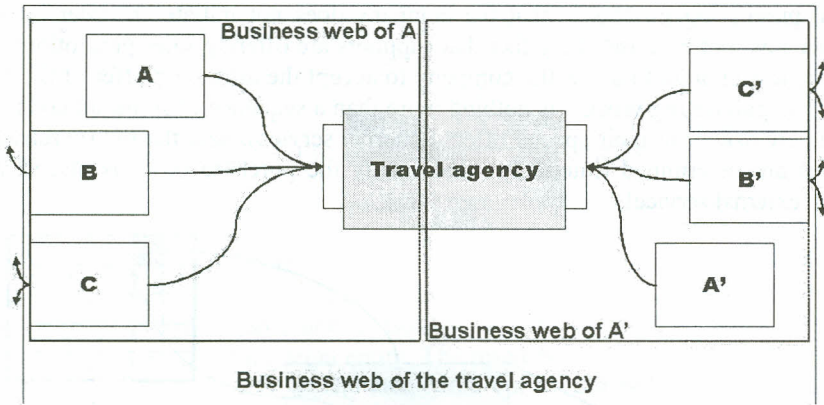 Business web of A
A
B
C
Travel agency
C’
B’
A’
Business web of A’
Business web of the travel agency